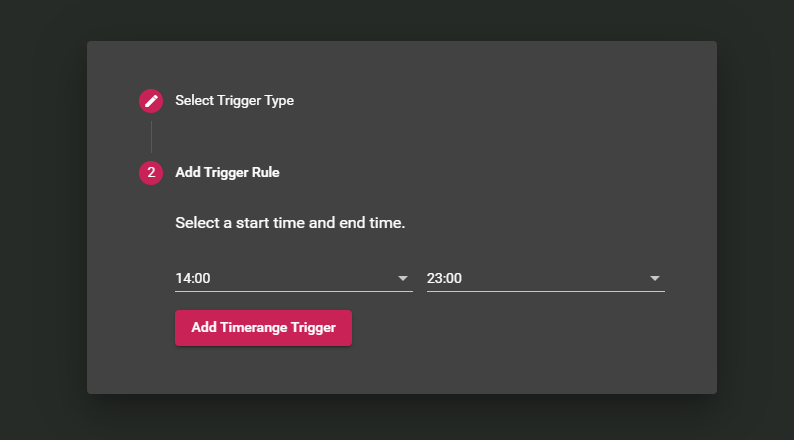 Select Trigger Type
2 Add Trigger Rule
Select a start time and end time.
14:00 23:00
Add Timerange Trigger